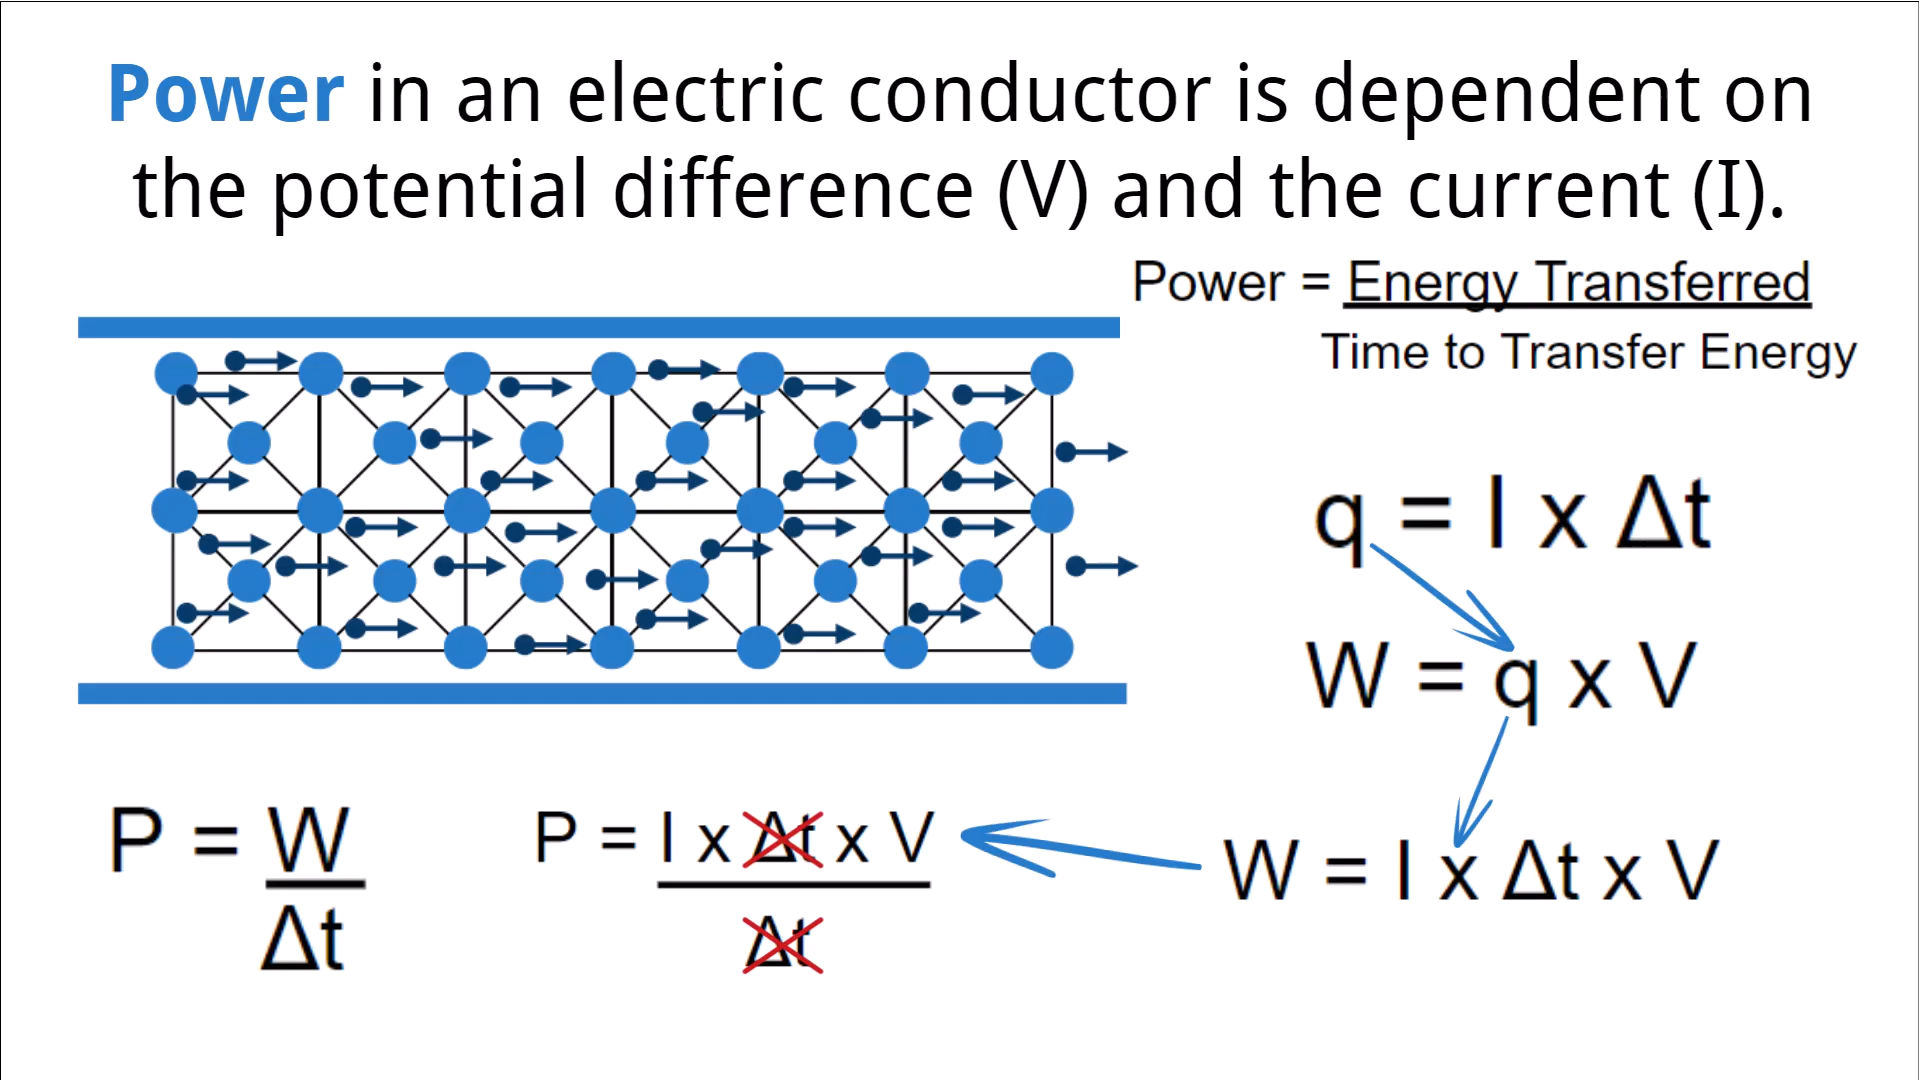 Power in an electric conductor is dependent on
the potential difference (V) and the current (I).
Power = Energy Transferred
Time to Transfer Energy
q = I x Δt
W = q x V
W = I x Δt x V
P = W
Δt
P = I x Δt x V
Δt